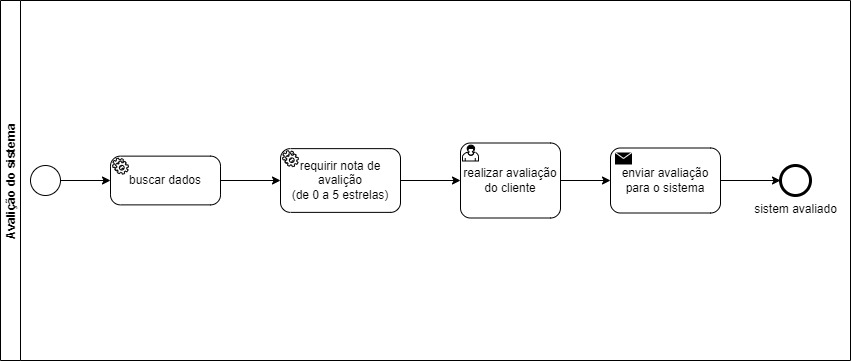 Avalição do sistema
buscar dados
requirir nota de
avalição
(de 0 a 5 estrelas)
realizar avaliação
do cliente
enviar avaliação
para o sistema
sistem avaliado